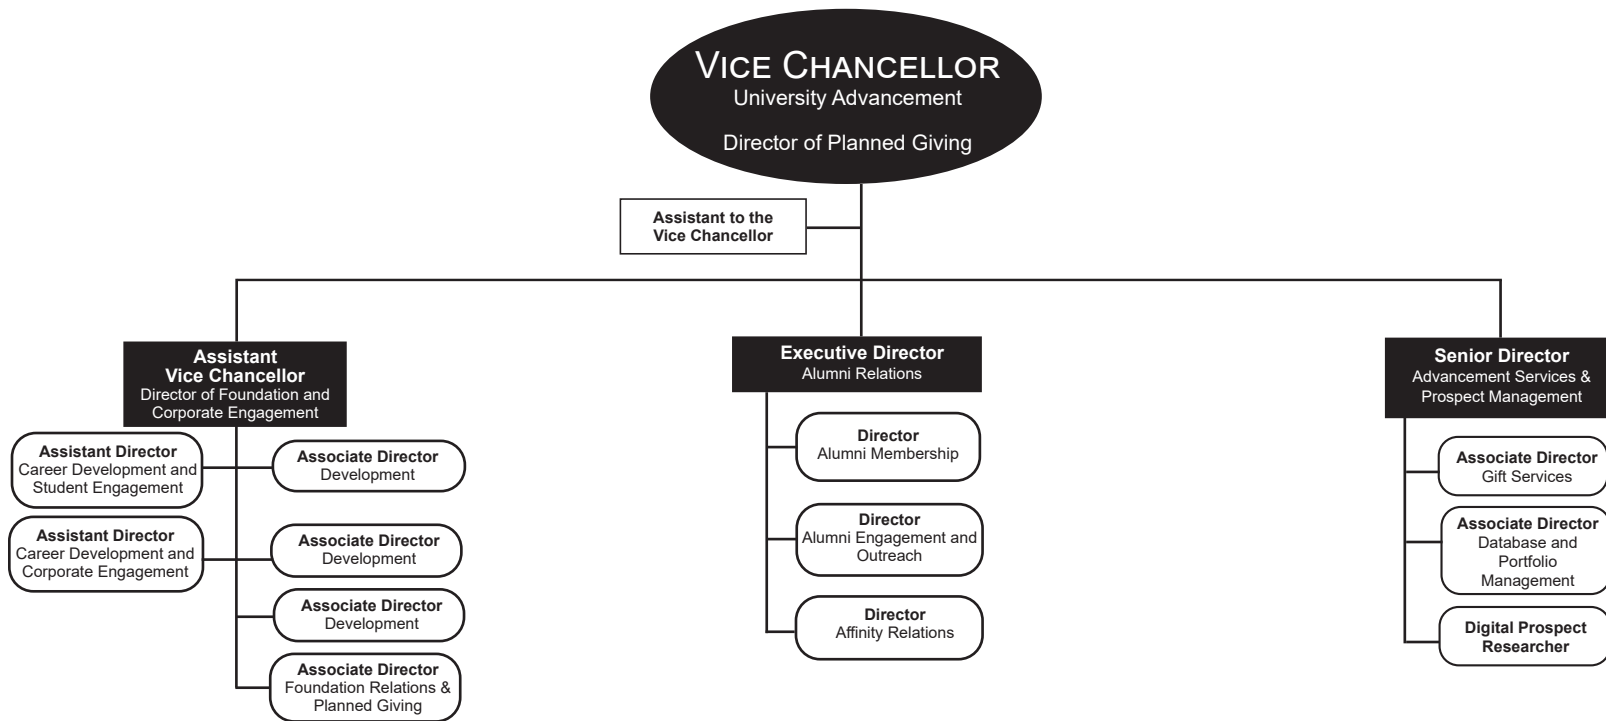 VICE CHANCELLOR
University Advancement
Director of Planned Giving
Assistant to the
Vice Chancellor
Assistant
Vice Chancellor
Director of Foundation and
Corporate Engagement
Assistant Director
Career Development and
Student Engagement
Associate Director
Development
Assistant Director
Career Development and
Corporate Engagement
Associate Director
Development
Associate Director
Development
Associate Director
Foundation Relations &
Planned Giving
Executive Director
Alumni Relations
Director
Alumni Membership
Director
Alumni Engagement and
Outreach
Director
Affinity Relations
Senior Director
Advancement Services &
Prospect Management
Associate Director
Gift Services
Associate Director
Database and
Portfolio
Management
Digital Prospect
Researcher